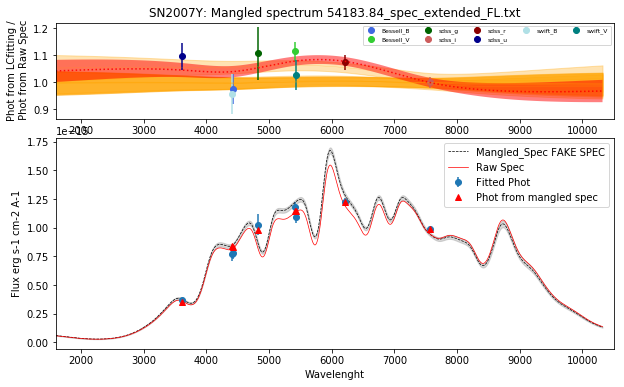 SN2007Y: Mangled spectrum 54183.84_spec_extended_FL.txt
Phot from LCfitting /
Phot from Raw Spec
1.2
1.1
1.0
0.9
Bessell_B
Bessell_V
sdss_g
sdss_i
sdss_r
sdss_u
swift_B
swift_V
2000 3000 4000 5000 6000 7000 8000 9000 10000
Flux erg s-1 cm-2 A-1
1.75
1.50
1.25
1.00
0.75
0.50
0.25
0.00
Mangled_Spec FAKE SPEC
Raw Spec
Fitted Phot
Phot from mangled spec
2000 3000 4000 5000 6000 7000 8000 9000 10000
Wavelenght